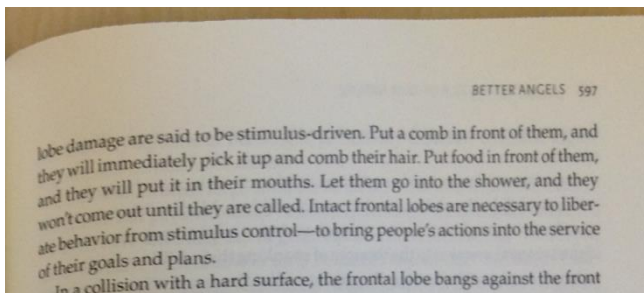 BETTER ANGELS 597
lobe damage are said to be stimulus-driven. Put a comb in front of them, and
they will immediately pick it up and comb their hair. Put food in front of them,
and they will put it in their mouths. Let them go into the shower, and they
won't come out until they are called. Intact frontal lobes are necessary to liber-
ate behavior from stimulus control—to bring people's actions into the service
of their goals and plans.
In a collision with a hard surface, the frontal lobe bangs against the front